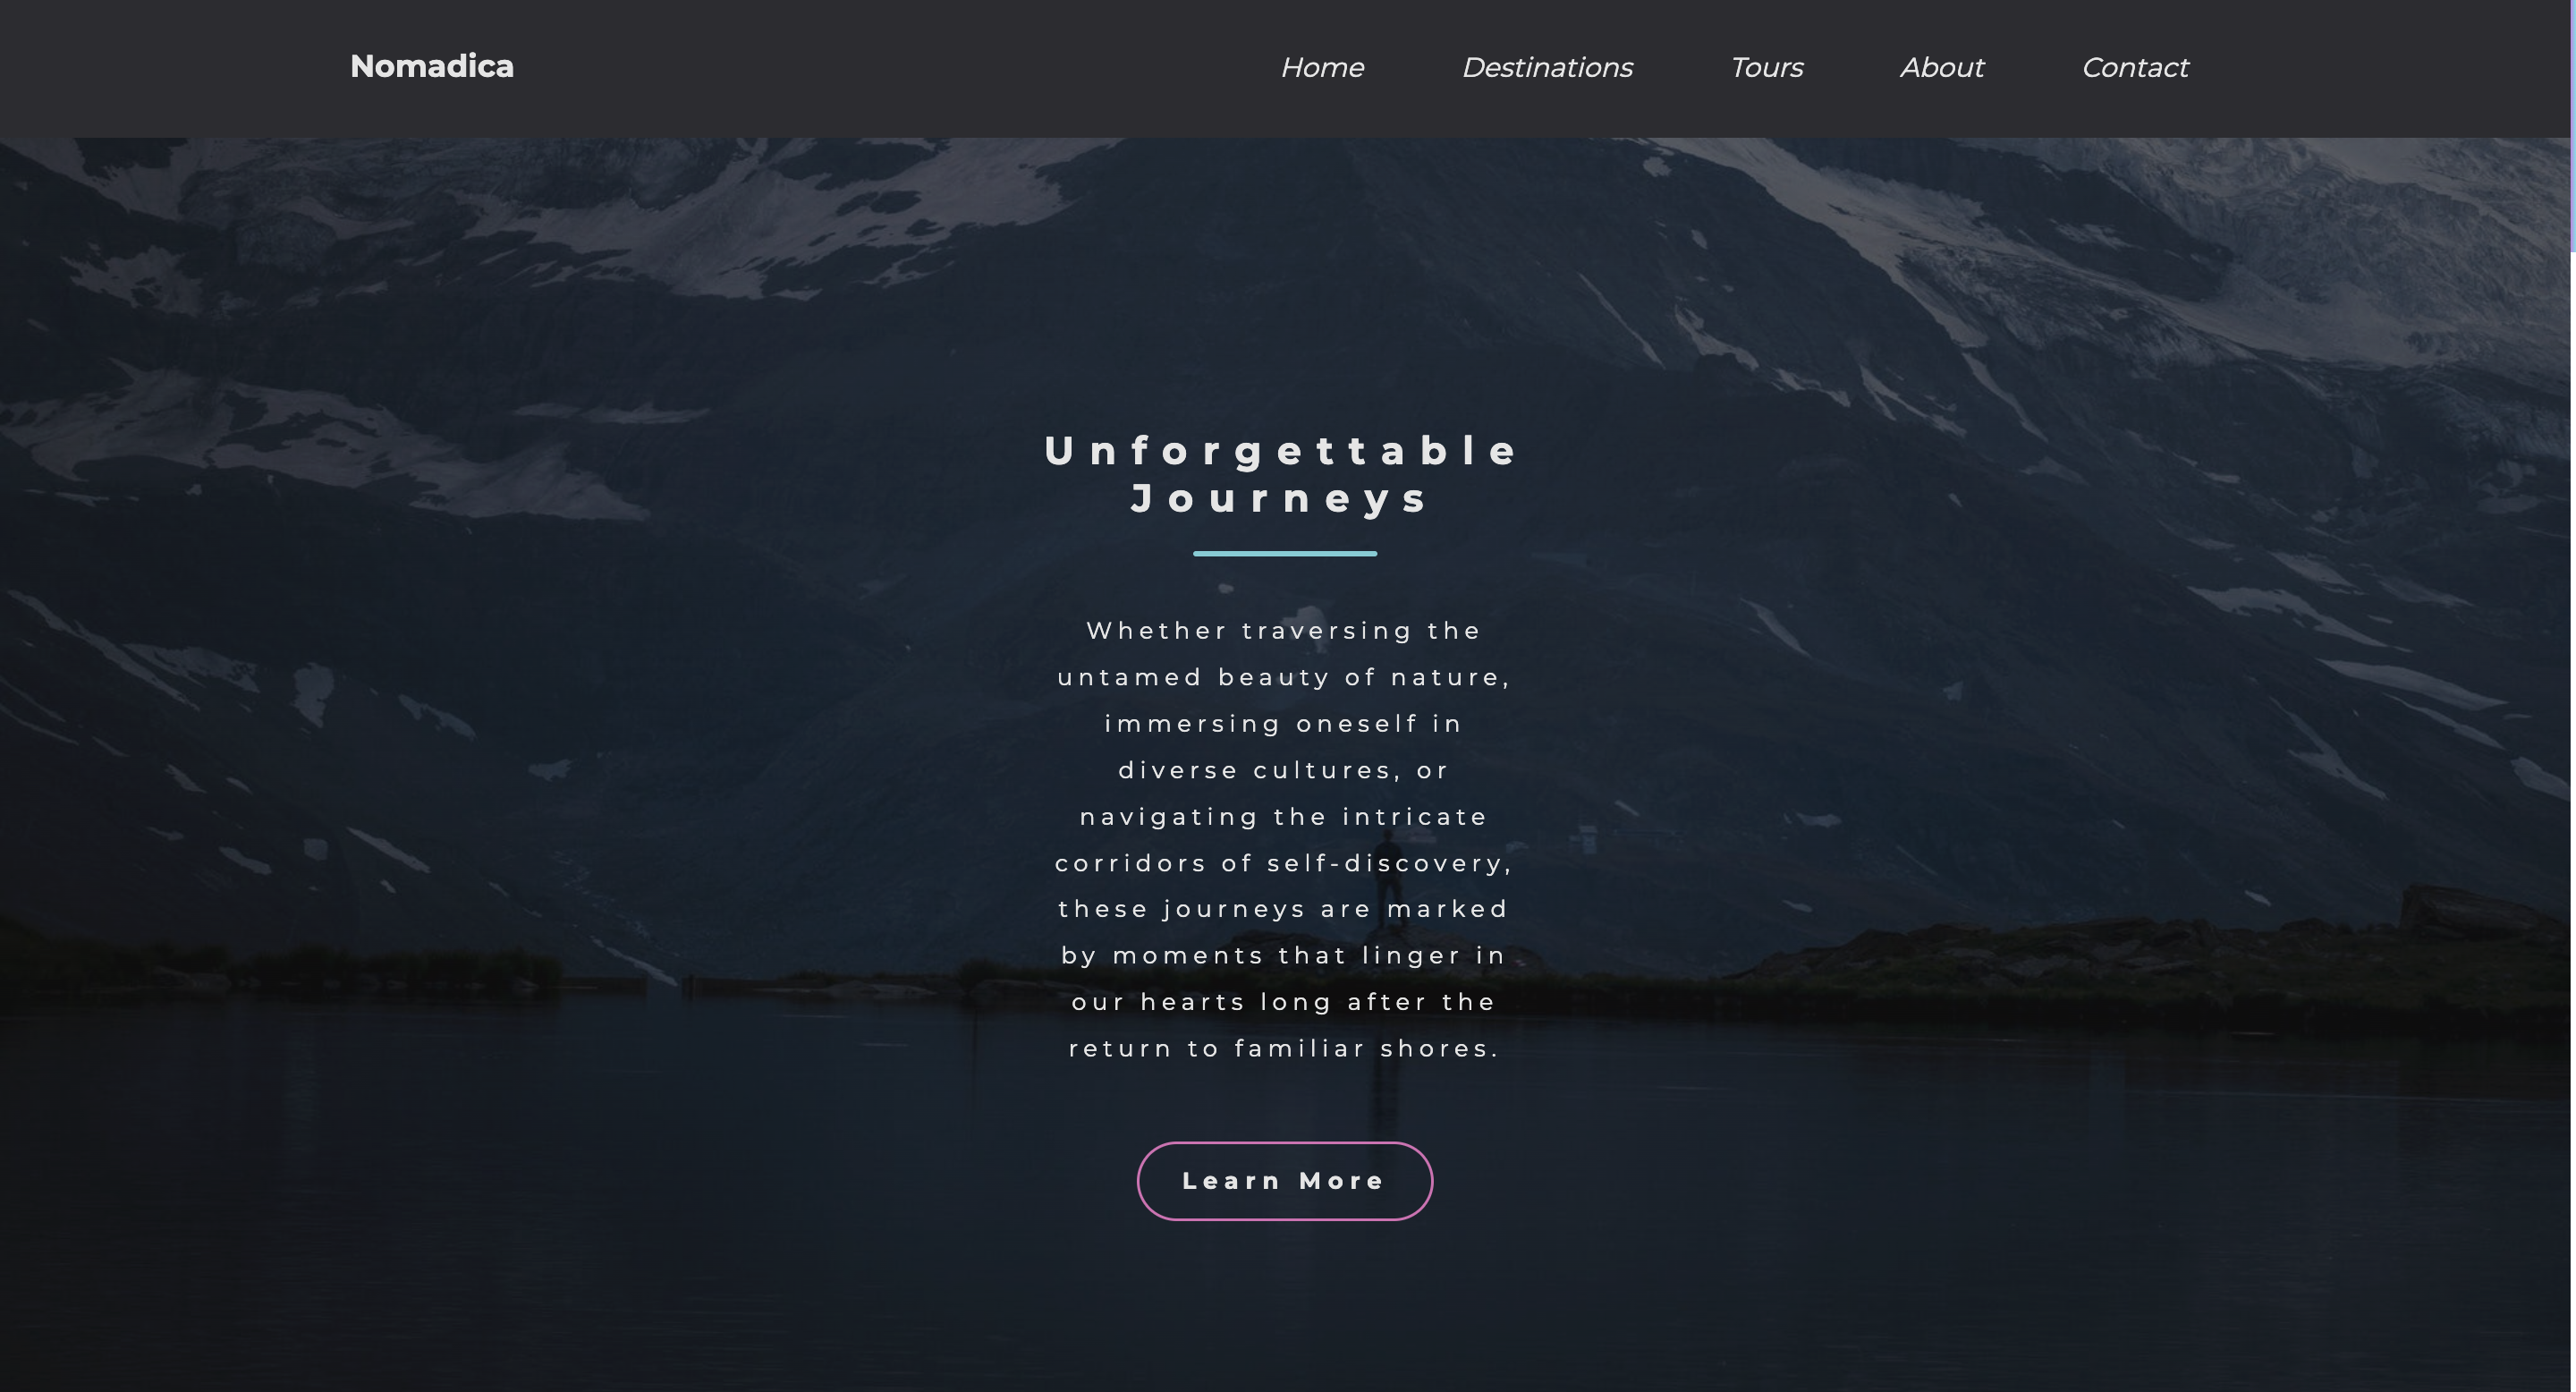 Nomadica
Home Destinations Tours About Contact
Unforgettable
Journeys
Whether traversing the
untamed beauty of nature,
immersing oneself in
diverse cultures, or
navigating the intricate
corridors of self-discovery,
these journeys are marked
by moments that linger in
our hearts long after the
return to familiar shores.
Learn More